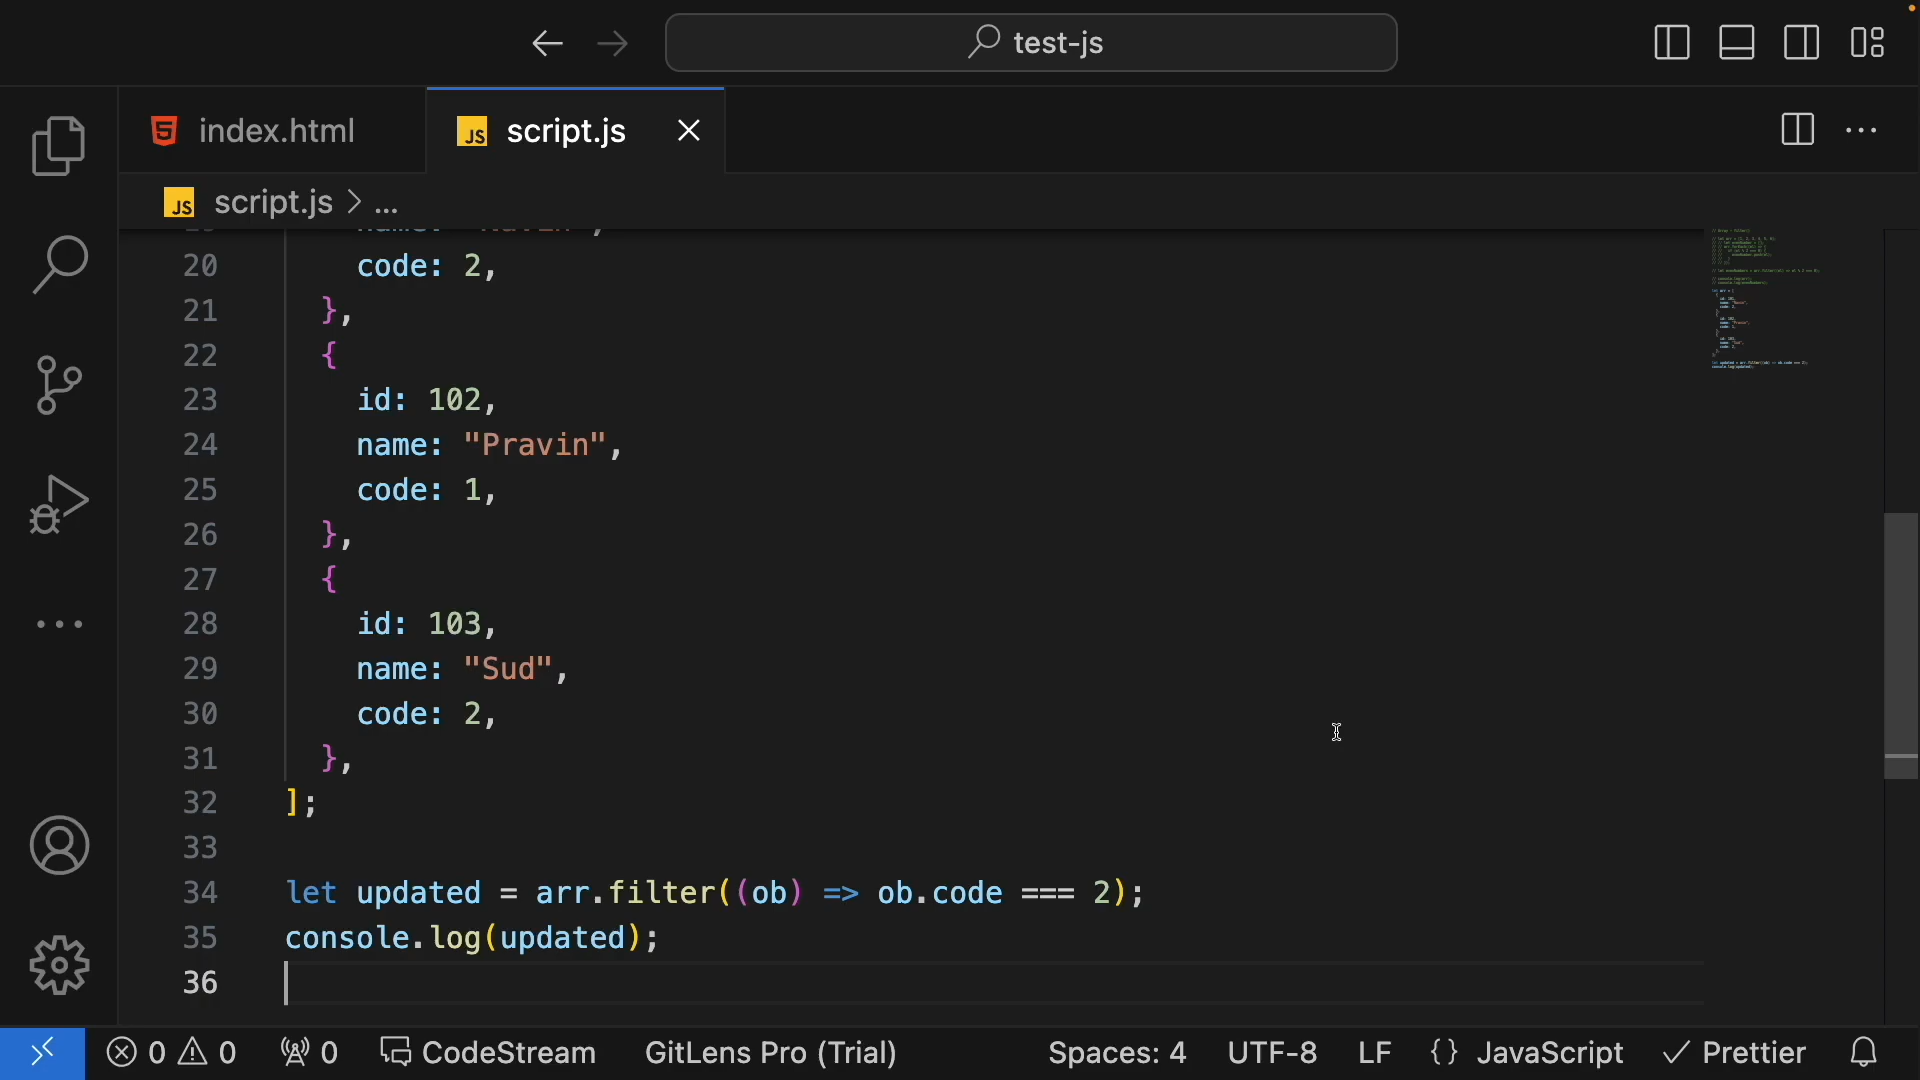 test-js
index.html
JS script.js
JS script.js > ...
20 code: 2,
21 },
22 {
23 id: 102,
24 name: "Pravin",
25 code: 1,
26 },
27 {
28 id: 103,
29 name: "Sud",
30 code: 2,
31 },
32 ];
33
34 let updated = arr.filter((ob) => ob.code === 2);
35 console.log(updated);
36
0 0 0 CodeStream GitLens Pro (Trial) Spaces: 4 UTF-8 LF {} JavaScript Prettier